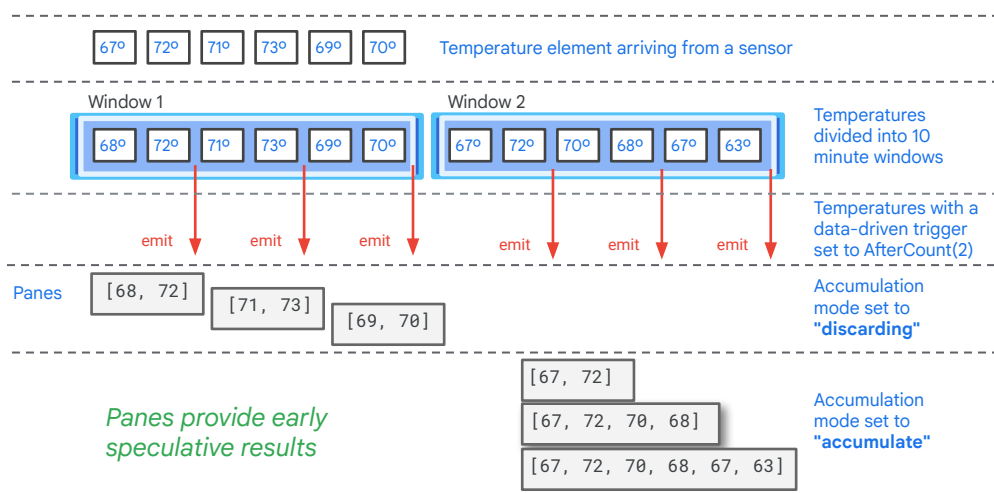 67º 72º 71º 73º 69º 70º
Temperature element arriving from a sensor
Window 1
Window 2
68º 72º 71º 73º 69º 70º
67º 72º 70º 68º 67º 63º
Temperatures
divided into 10
minute windows
emit emit emit emit emit emit
Temperatures with a
data-driven trigger
set to AfterCount(2)
Panes
[68, 72]
[71, 73]
[69, 70]
Accumulation
mode set to
"discarding"
Panes provide early
speculative results
[67, 72]
[67, 72, 70, 68]
[67, 72, 70, 68, 67, 63]
Accumulation
mode set to
"accumulate"